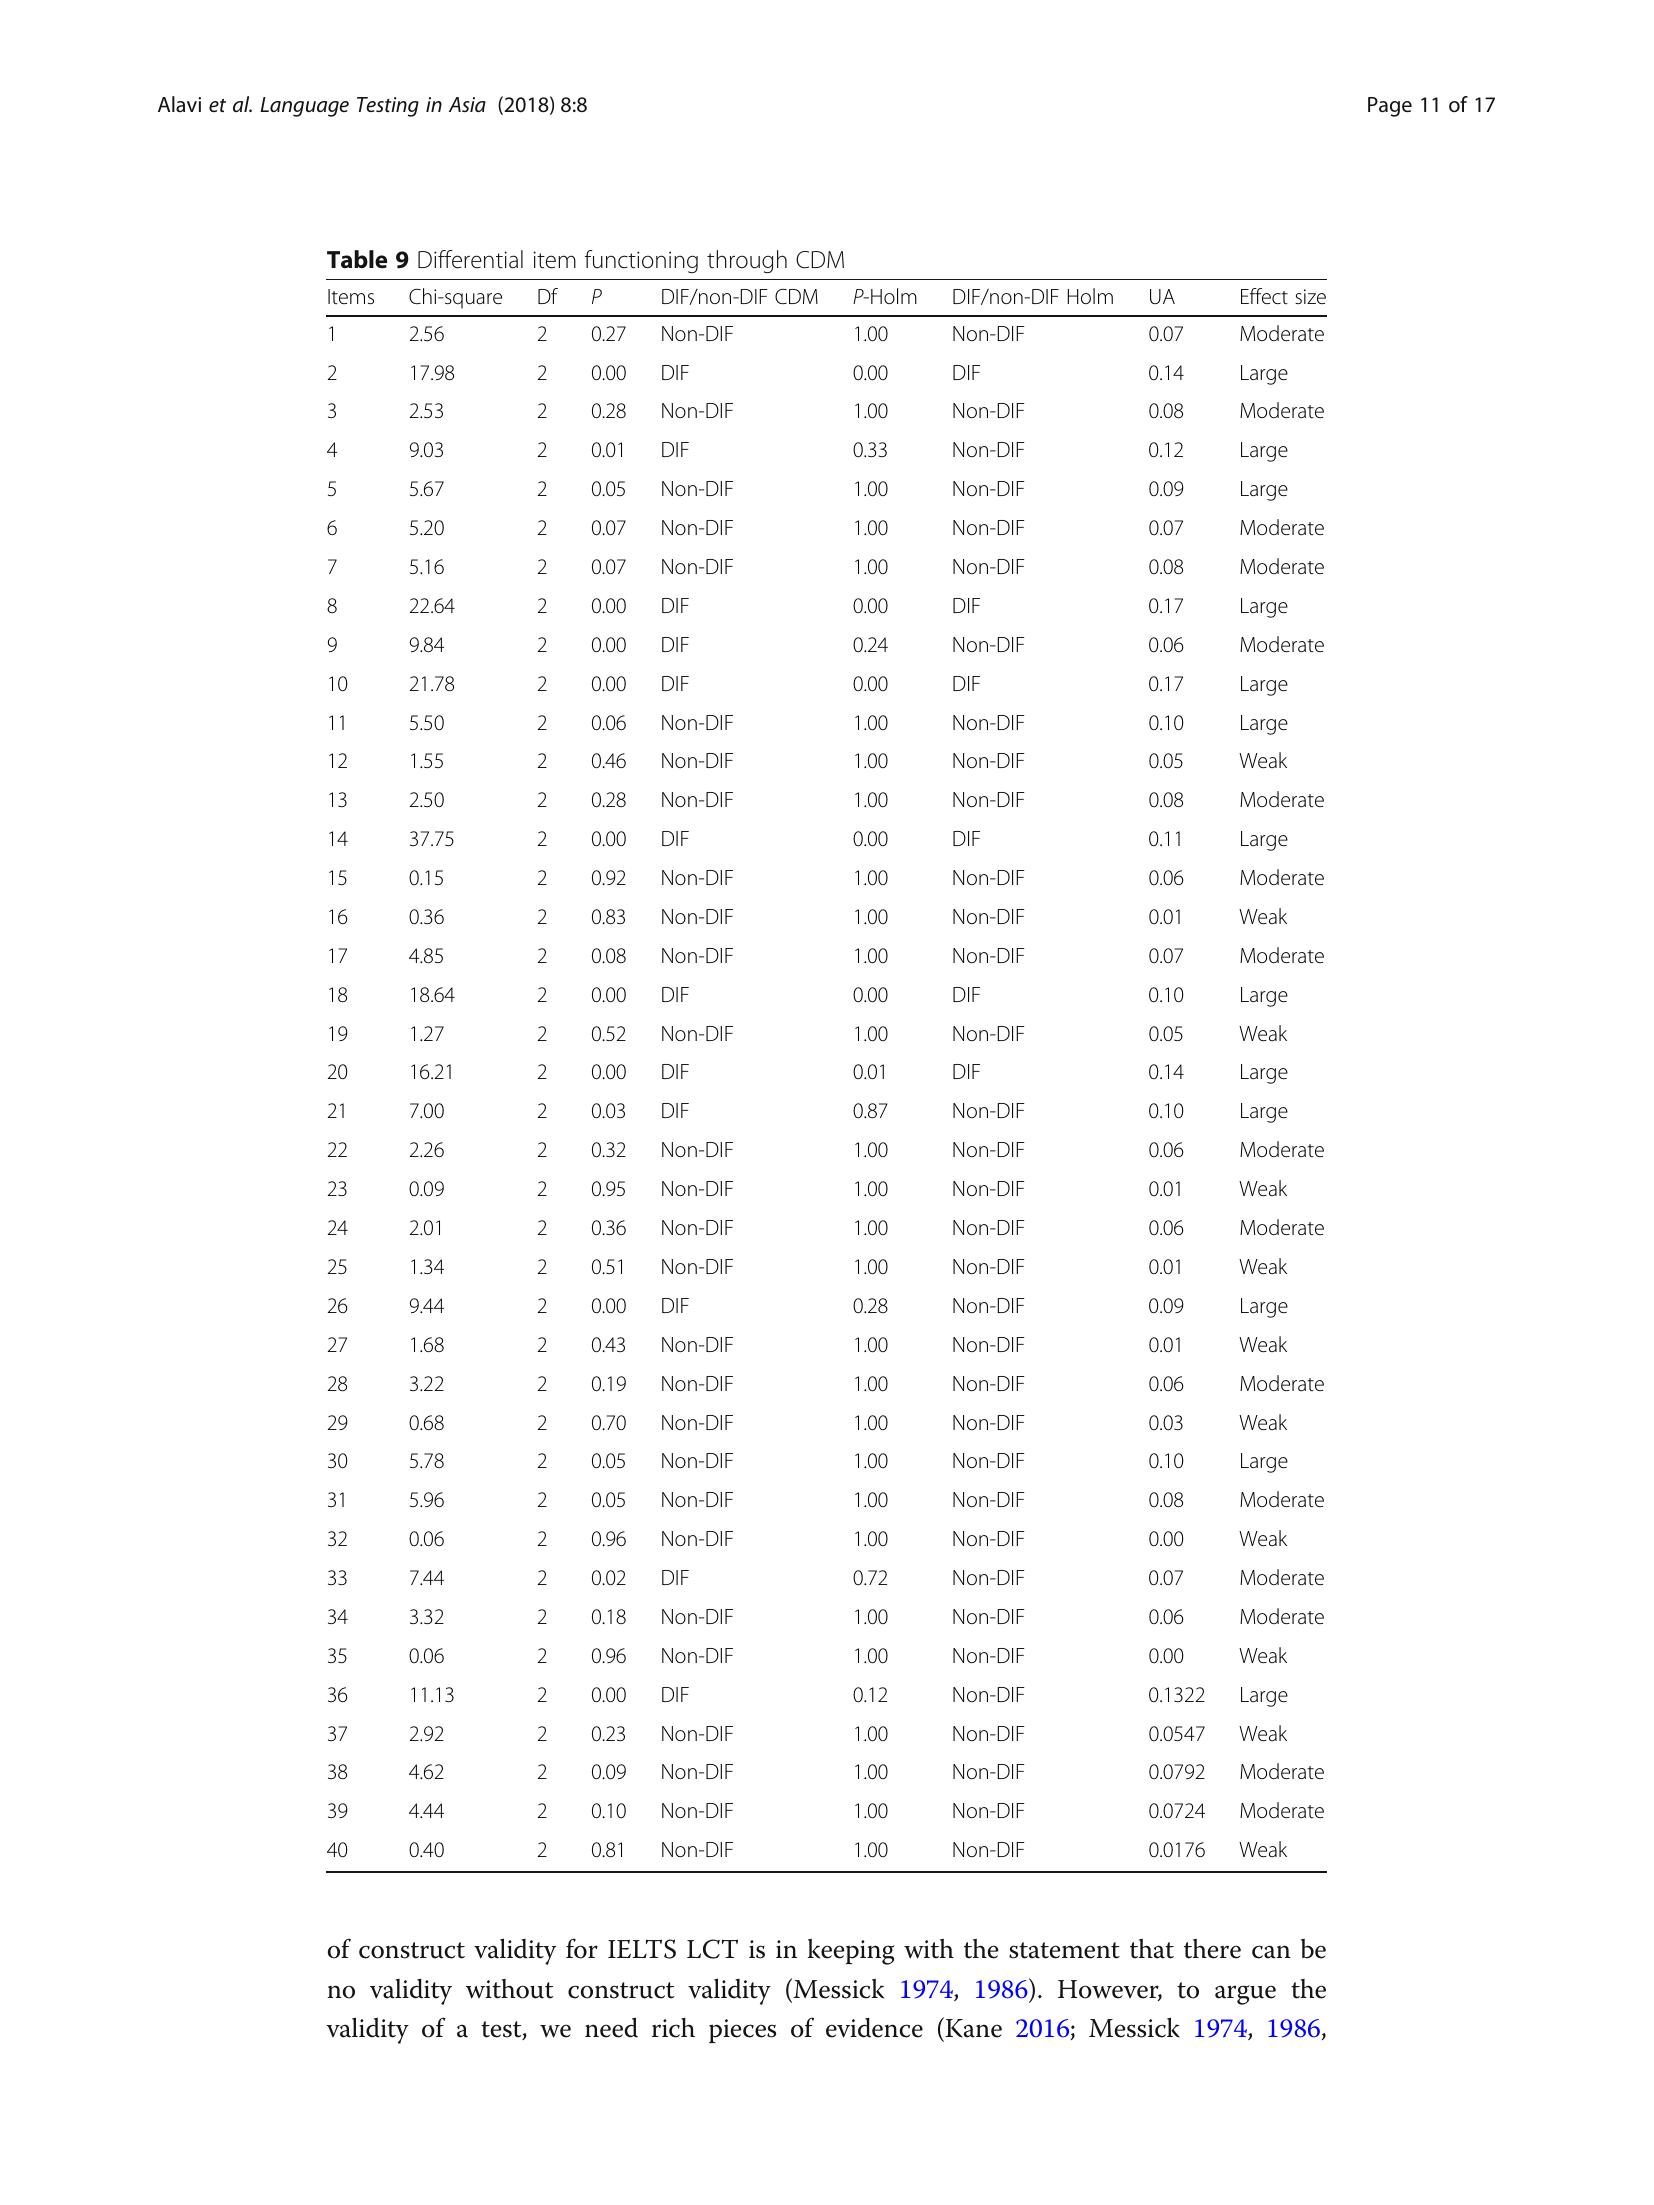 Alavi et al. Language Testing in Asia (2018) 8:8 Page 11 of 17
Table 9 Differential item functioning through CDM
Items Chi-square Df P DIF/non-DIF CDM P-Holm DIF/non-DIF Holm UA Effect size
1 2.56 2 0.27 Non-DIF 1.00 Non-DIF 0.07 Moderate
2 17.98 2 0.00 DIF 0.00 DIF 0.14 Large
3 2.53 2 0.28 Non-DIF 1.00 Non-DIF 0.08 Moderate
4 9.03 2 0.01 DIF 0.33 Non-DIF 0.12 Large
5 5.67 2 0.05 Non-DIF 1.00 Non-DIF 0.09 Large
6 5.20 2 0.07 Non-DIF 1.00 Non-DIF 0.07 Moderate
7 5.16 2 0.07 Non-DIF 1.00 Non-DIF 0.08 Moderate
8 22.64 2 0.00 DIF 0.00 DIF 0.17 Large
9 9.84 2 0.00 DIF 0.24 Non-DIF 0.06 Moderate
10 21.78 2 0.00 DIF 0.00 DIF 0.17 Large
11 5.50 2 0.06 Non-DIF 1.00 Non-DIF 0.10 Large
12 1.55 2 0.46 Non-DIF 1.00 Non-DIF 0.05 Weak
13 2.50 2 0.28 Non-DIF 1.00 Non-DIF 0.08 Moderate
14 37.75 2 0.00 DIF 0.00 DIF 0.11 Large
15 0.15 2 0.92 Non-DIF 1.00 Non-DIF 0.06 Moderate
16 0.36 2 0.83 Non-DIF 1.00 Non-DIF 0.01 Weak
17 4.85 2 0.08 Non-DIF 1.00 Non-DIF 0.07 Moderate
18 18.64 2 0.00 DIF 0.00 DIF 0.10 Large
19 1.27 2 0.52 Non-DIF 1.00 Non-DIF 0.05 Weak
20 16.21 2 0.00 DIF 0.01 DIF 0.14 Large
21 7.00 2 0.03 DIF 0.87 Non-DIF 0.10 Large
22 2.26 2 0.32 Non-DIF 1.00 Non-DIF 0.06 Moderate
23 0.09 2 0.95 Non-DIF 1.00 Non-DIF 0.01 Weak
24 2.01 2 0.36 Non-DIF 1.00 Non-DIF 0.06 Moderate
25 1.34 2 0.51 Non-DIF 1.00 Non-DIF 0.01 Weak
26 9.44 2 0.00 DIF 0.28 Non-DIF 0.09 Large
27 1.68 2 0.43 Non-DIF 1.00 Non-DIF 0.01 Weak
28 3.22 2 0.19 Non-DIF 1.00 Non-DIF 0.06 Moderate
29 0.68 2 0.70 Non-DIF 1.00 Non-DIF 0.03 Weak
30 5.78 2 0.05 Non-DIF 1.00 Non-DIF 0.10 Large
31 5.96 2 0.05 Non-DIF 1.00 Non-DIF 0.08 Moderate
32 0.06 2 0.96 Non-DIF 1.00 Non-DIF 0.00 Weak
33 7.44 2 0.02 DIF 0.72 Non-DIF 0.07 Moderate
34 3.32 2 0.18 Non-DIF 1.00 Non-DIF 0.06 Moderate
35 0.06 2 0.96 Non-DIF 1.00 Non-DIF 0.00 Weak
36 11.13 2 0.00 DIF 0.12 Non-DIF 0.1322 Large
37 2.92 2 0.23 Non-DIF 1.00 Non-DIF 0.0547 Weak
38 4.62 2 0.09 Non-DIF 1.00 Non-DIF 0.0792 Moderate
39 4.44 2 0.10 Non-DIF 1.00 Non-DIF 0.0724 Moderate
40 0.40 2 0.81 Non-DIF 1.00 Non-DIF 0.0176 Weak
of construct validity for IELTS LCT is in keeping with the statement that there can be
no validity without construct validity (Messick 1974, 1986). However, to argue the
validity of a test, we need rich pieces of evidence (Kane 2016; Messick 1974, 1986,